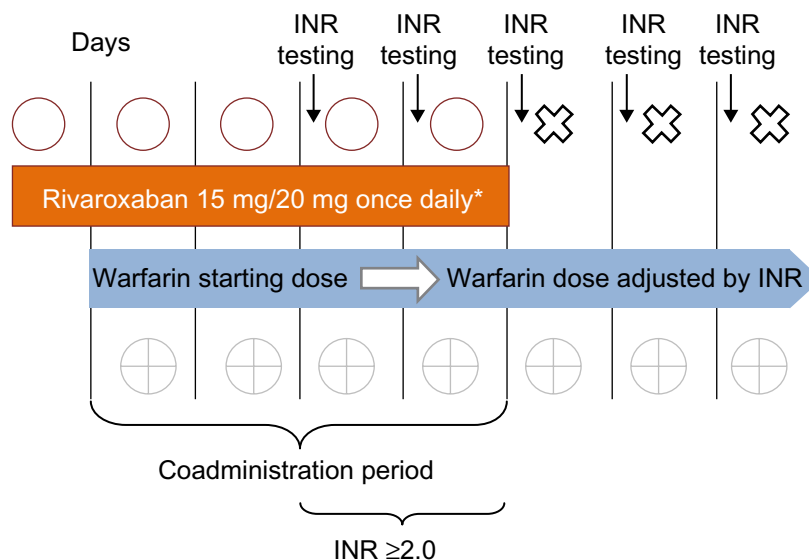 Days
INR
testing
INR
testing
INR
testing
INR
testing
INR
testing
Rivaroxaban 15 mg/20 mg once daily*
Warfarin starting dose
Warfarin dose adjusted by INR
Coadministration period
INR ≥2.0